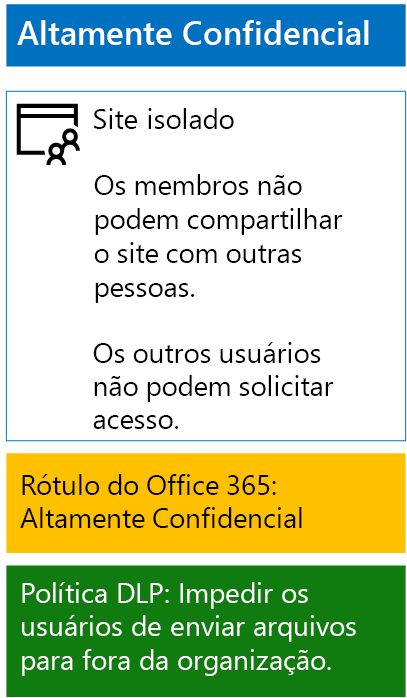 Altamente Confidencial
Site isolado
Os membros não
podem compartilhar
o site com outras
pessoas.
Os outros usuários
não podem solicitar
acesso.
Rótulo do Office 365:
Altamente Confidencial
Política DLP: Impedir os
usuários de enviar arquivos
para fora da organização.